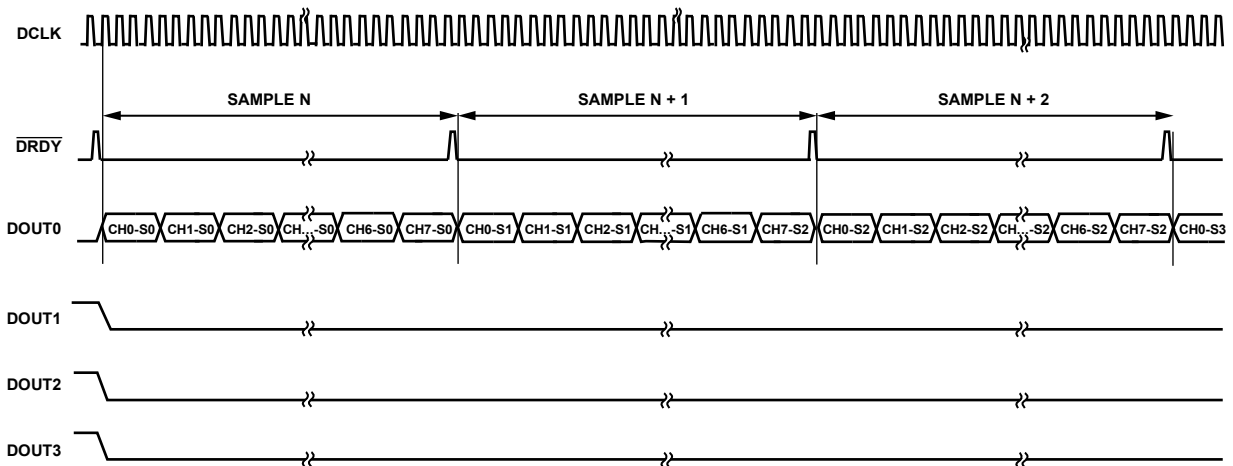 DCLK
SAMPLE N SAMPLE N + 1 SAMPLE N + 2
DRDY
DOUT0 CH0-S0 CH1-S0 CH2-S0 CH...-S0 CH6-S0 CH7-S0 CH0-S1 CH1-S1 CH2-S1 CH...-S1 CH6-S1 CH7-S2 CH0-S2 CH1-S2 CH2-S2 CH...-S2 CH6-S2 CH7-S2 CH0-S3
DOUT1
DOUT2
DOUT3